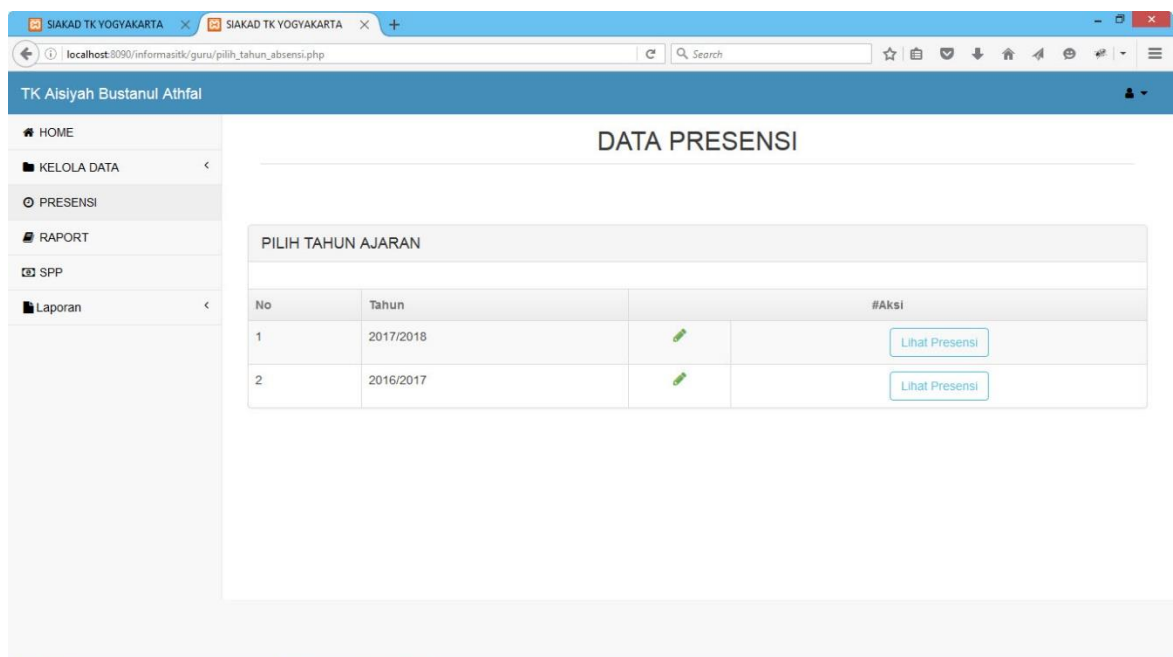 SIAKAD TK YOGYAKARTA
SIAKAD TK YOGYAKARTA
localhost:8090/informasitk/guru/pilih_tahun_absensi.php
Search
TK Aisiyah Bustanul Athfal
HOME
KELOLA DATA
PRESENSI
RAPORT
SPP
Laporan
DATA PRESENSI
PILIH TAHUN AJARAN
No Tahun #Aksi
1 2017/2018 Lihat Presensi
2 2016/2017 Lihat Presensi